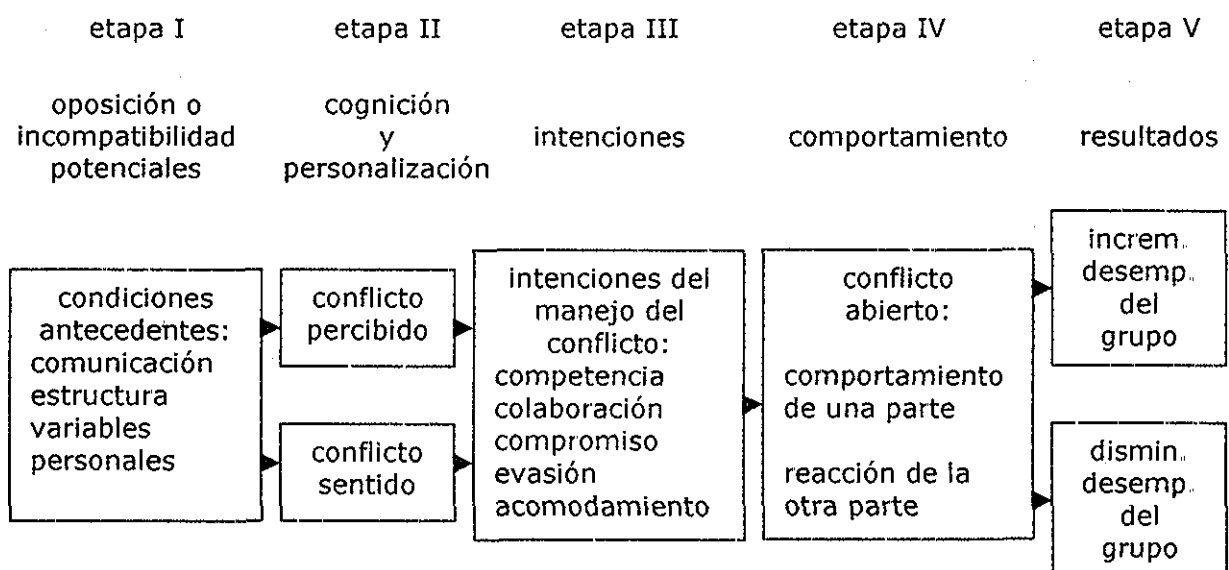 etapa I
etapa II
etapa III
etapa IV
etapa V
oposición o
incompatibilidad
potenciales
cognición
y
personalización
intenciones
comportamiento
resultados
condiciones
antecedentes:
comunicación
estructura
variables
personales
conflicto
percibido
conflicto
sentido
intenciones del
manejo del
conflicto:
competencia
colaboración
compromiso
evasión
acomodamiento
conflicto
abierto:
comportamiento
de una parte
reacción de la
otra parte
increm.
desemp.
del
grupo
dismin.
desemp.
del
grupo